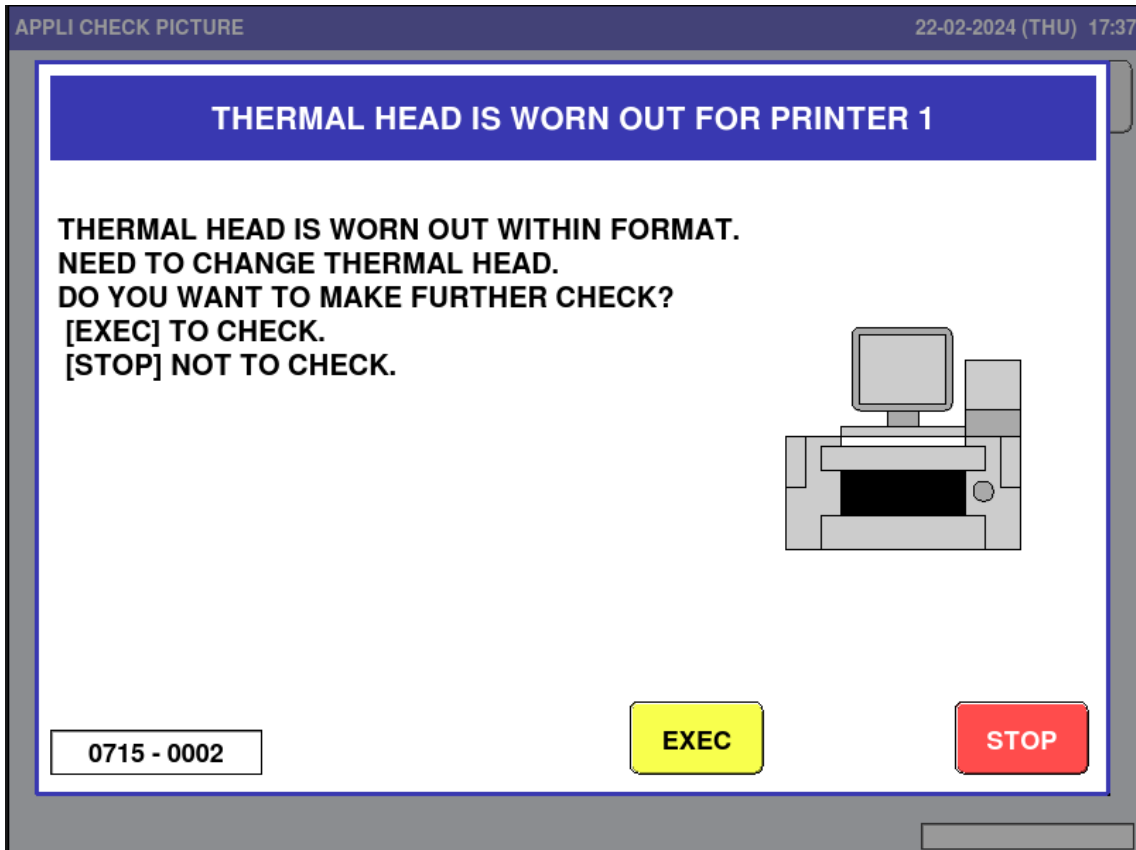 APPLI CHECK PICTURE
22-02-2024 (THU) 17:37
THERMAL HEAD IS WORN OUT FOR PRINTER 1
THERMAL HEAD IS WORN OUT WITHIN FORMAT.
NEED TO CHANGE THERMAL HEAD.
DO YOU WANT TO MAKE FURTHER CHECK?
[EXEC] TO CHECK.
[STOP] NOT TO CHECK.
0715 - 0002
EXEC
STOP